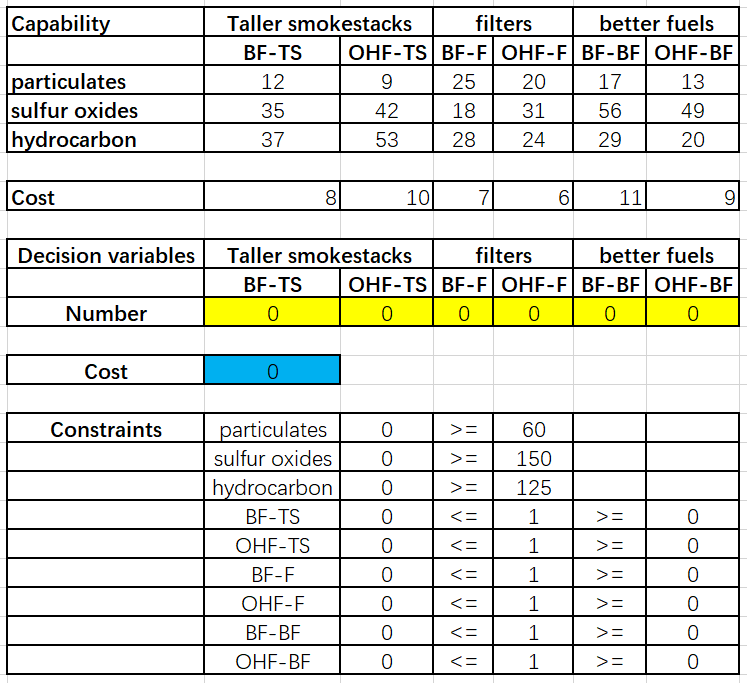 Capability Taller smokestacks filters better fuels
BF-TS OHF-TS BF-F OHF-F BF-BF OHF-BF
particulates 12 9 25 20 17 13
sulfur oxides 35 42 18 31 56 49
hydrocarbon 37 53 28 24 29 20
Cost 8 10 7 6 11 9
Decision variables Taller smokestacks filters better fuels
BF-TS OHF-TS BF-F OHF-F BF-BF OHF-BF
Number 0 0 0 0 0 0
Cost 0
Constraints particulates 0 >= 60
sulfur oxides 0 >= 150
hydrocarbon 0 >= 125
BF-TS 0 <= 1 >= 0
OHF-TS 0 <= 1 >= 0
BF-F 0 <= 1 >= 0
OHF-F 0 <= 1 >= 0
BF-BF 0 <= 1 >= 0
OHF-BF 0 <= 1 >= 0